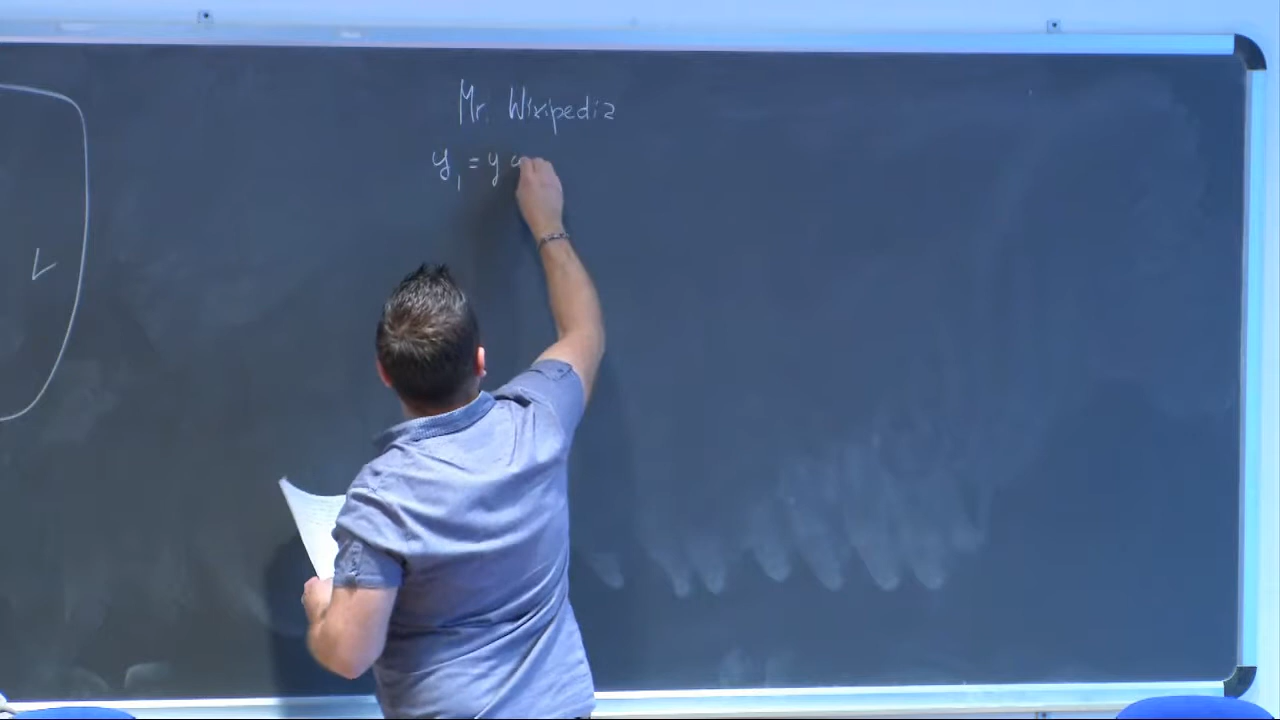 Mr. Wikipedia
y₁ = y